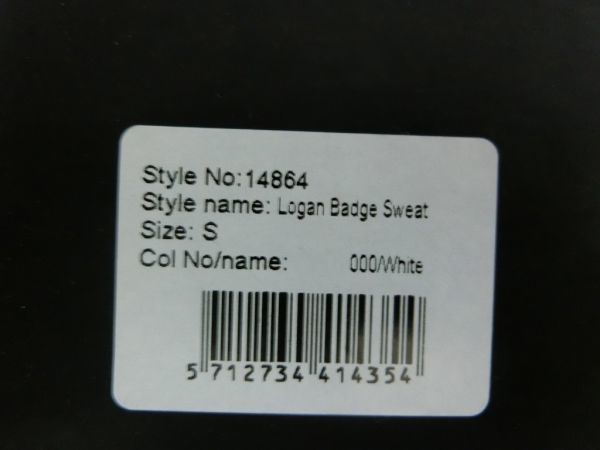 Style No:14864
Style name: Logan Badge Sweat
Size: S
Col No/name: 000/White
5 712734 414354